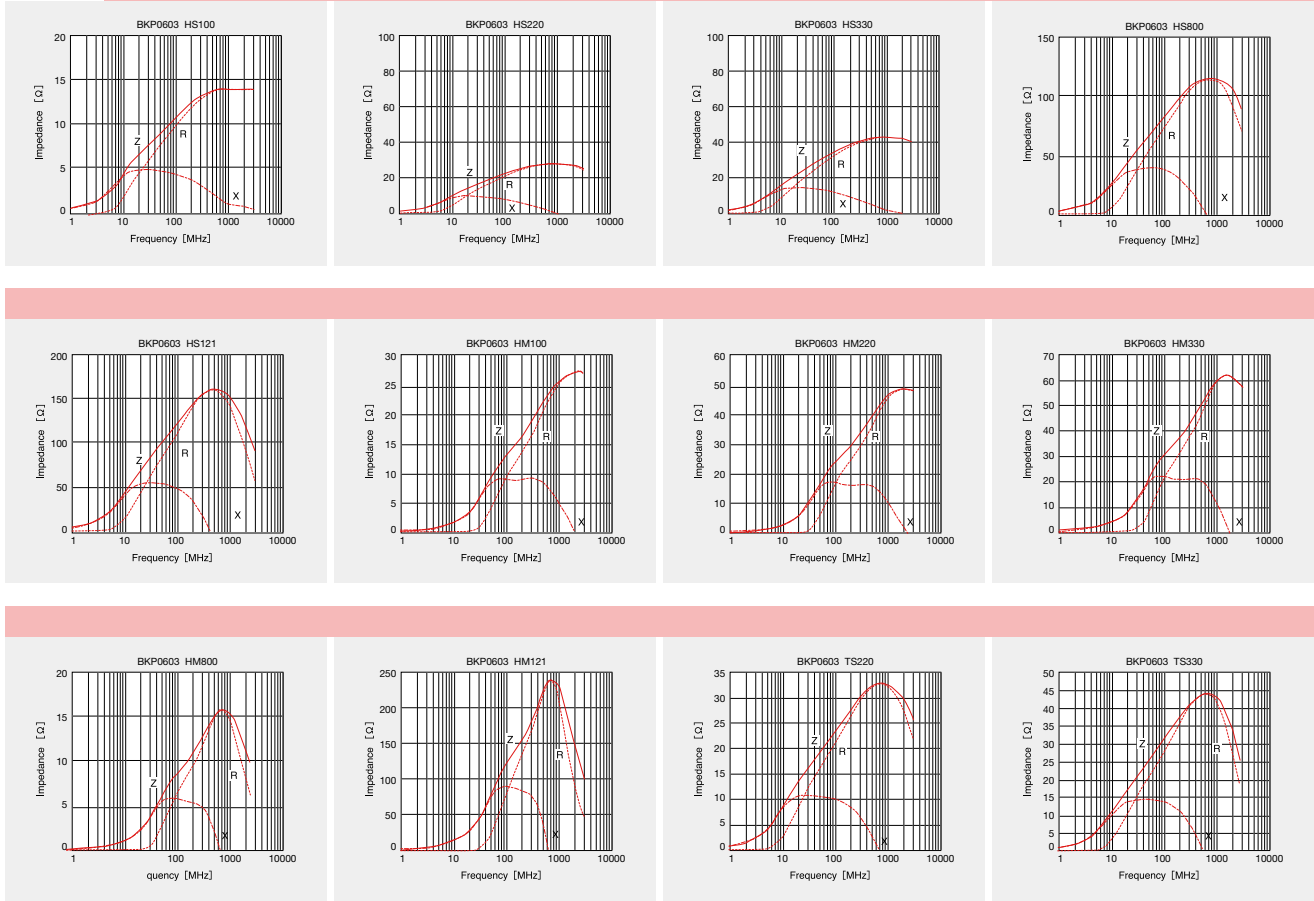 BKP0603 HS100
20
15
10
5
0
Impedance [Ω]
Z
R
X
1 10 100 1000 10000
Frequency [MHz]
BKP0603 HS220
100
80
60
40
20
0
Impedance [Ω]
Z
R
X
1 10 100 1000 10000
Frequency [MHz]
BKP0603 HS330
100
80
60
40
20
0
Impedance [Ω]
Z
R
X
1 10 100 1000 10000
Frequency [MHz]
BKP0603 HS800
150
100
50
0
Impedance [Ω]
Z
R
X
1 10 100 1000 10000
Frequency [MHz]
BKP0603 HS121
200
150
100
50
0
Impedance [Ω]
Z
R
X
1 10 100 1000 10000
Frequency [MHz]
BKP0603 HM100
30
25
20
15
10
5
0
Impedance [Ω]
Z
R
X
1 10 100 1000 10000
Frequency [MHz]
BKP0603 HM220
60
50
40
30
20
10
0
Impedance [Ω]
Z
R
X
1 10 100 1000 10000
Frequency [MHz]
BKP0603 HM330
70
60
50
40
30
20
10
0
Impedance [Ω]
Z
R
X
1 10 100 1000 10000
Frequency [MHz]
BKP0603 HM800
20
15
10
5
0
Impedance [Ω]
Z
R
X
100 1000 10000
quency [MHz]
BKP0603 HM121
250
200
150
100
50
0
Impedance [Ω]
Z
R
X
1 10 100 1000 10000
Frequency [MHz]
BKP0603 TS220
35
30
25
20
15
10
5
0
Impedance [Ω]
Z
R
X
1 10 100 1000 10000
Frequency [MHz]
BKP0603 TS330
50
45
40
35
30
25
20
15
10
5
0
Impedance [Ω]
Z
R
X
1 10 100 1000 10000
Frequency [MHz]